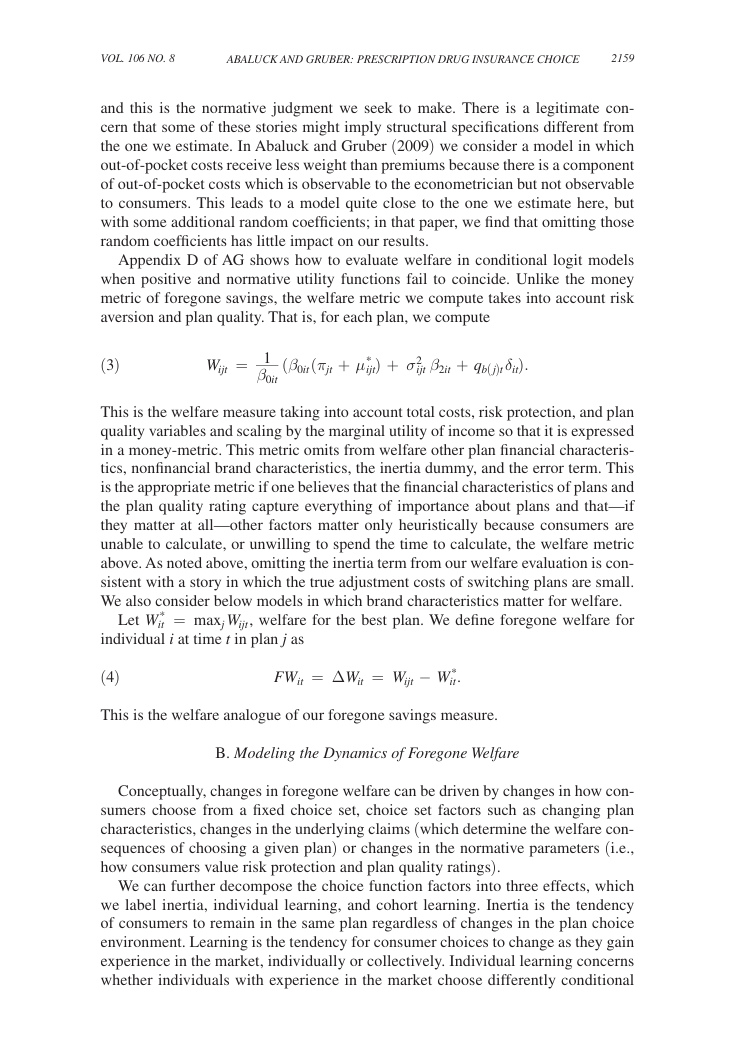 VOL. 106 NO. 8 ABALUCK AND GRUBER: PRESCRIPTION DRUG INSURANCE CHOICE 2159
and this is the normative judgment we seek to make. There is a legitimate con-
cern that some of these stories might imply structural specifications different from
the one we estimate. In Abaluck and Gruber (2009) we consider a model in which
out-of-pocket costs receive less weight than premiums because there is a component
of out-of-pocket costs which is observable to the econometrician but not observable
to consumers. This leads to a model quite close to the one we estimate here, but
with some additional random coefficients; in that paper, we find that omitting those
random coefficients has little impact on our results.
Appendix D of AG shows how to evaluate welfare in conditional logit models
when positive and normative utility functions fail to coincide. Unlike the money
metric of foregone savings, the welfare metric we compute takes into account risk
aversion and plan quality. That is, for each plan, we compute
(3) W_{ijt} = \frac{1}{β_{0it}} (β_{0it}(π_{jt} + μ^*_{ijt}) + σ^2_{ijt} β_{2it} + q_{b(j)t} δ_{it}).
This is the welfare measure taking into account total costs, risk protection, and plan
quality variables and scaling by the marginal utility of income so that it is expressed
in a money-metric. This metric omits from welfare other plan financial characteris-
tics, nonfinancial brand characteristics, the inertia dummy, and the error term. This
is the appropriate metric if one believes that the financial characteristics of plans and
the plan quality rating capture everything of importance about plans and that—if
they matter at all—other factors matter only heuristically because consumers are
unable to calculate, or unwilling to spend the time to calculate, the welfare metric
above. As noted above, omitting the inertia term from our welfare evaluation is con-
sistent with a story in which the true adjustment costs of switching plans are small.
We also consider below models in which brand characteristics matter for welfare.
Let W^*_{it} = max_j W_{ijt}, welfare for the best plan. We define foregone welfare for
individual i at time t in plan j as
(4) FW_{it} = ΔW_{it} = W_{ijt} − W^*_{it}.
This is the welfare analogue of our foregone savings measure.
B. Modeling the Dynamics of Foregone Welfare
Conceptually, changes in foregone welfare can be driven by changes in how con-
sumers choose from a fixed choice set, choice set factors such as changing plan
characteristics, changes in the underlying claims (which determine the welfare con-
sequences of choosing a given plan) or changes in the normative parameters (i.e.,
how consumers value risk protection and plan quality ratings).
We can further decompose the choice function factors into three effects, which
we label inertia, individual learning, and cohort learning. Inertia is the tendency
of consumers to remain in the same plan regardless of changes in the plan choice
environment. Learning is the tendency for consumer choices to change as they gain
experience in the market, individually or collectively. Individual learning concerns
whether individuals with experience in the market choose differently conditional